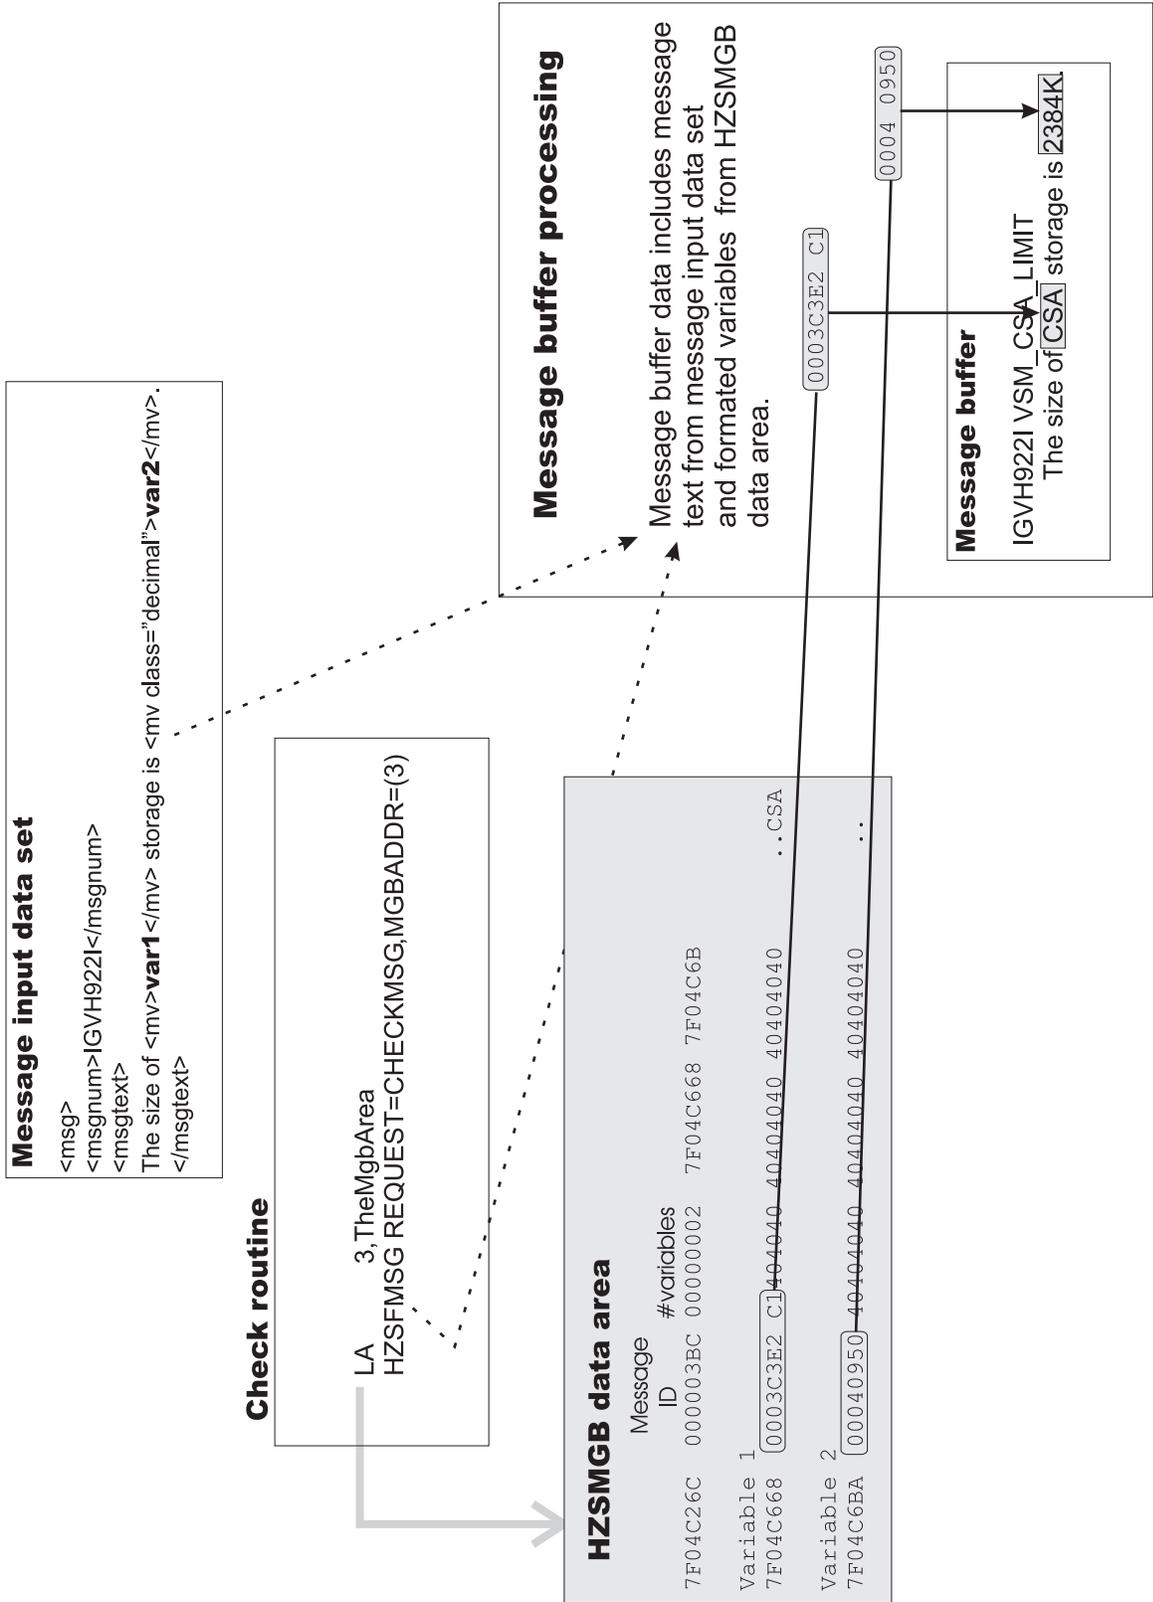 Message input data set
<msg>
<msgnum>IGVH922I</msgnum>
<msgtext>
The size of <mv>var1</mv> storage is <mv class=”decimal”>var2</mv>.
</msgtext>
Check routine
LA 3,TheMgbArea
HZSFMSG REQUEST=CHECKMSG,MGBADDR=(3)
HZSMGB data area
Message
ID #variables
7F04C26C 000003BC 00000002 7F04C668 7F04C6B
Variable 1
7F04C668 0003C3E2 C1404040 40404040 40404040 ..CSA
Variable 2
7F04C6BA 00040950 40404040 40404040 40404040 ..
Message buffer processing
Message buffer data includes message
text from message input data set
and formated variables from HZSMGB
data area.
0003C3E2 C1
0004 0950
Message buffer
IGVH922I VSM_CSA_LIMIT
The size of CSA storage is 2384K.